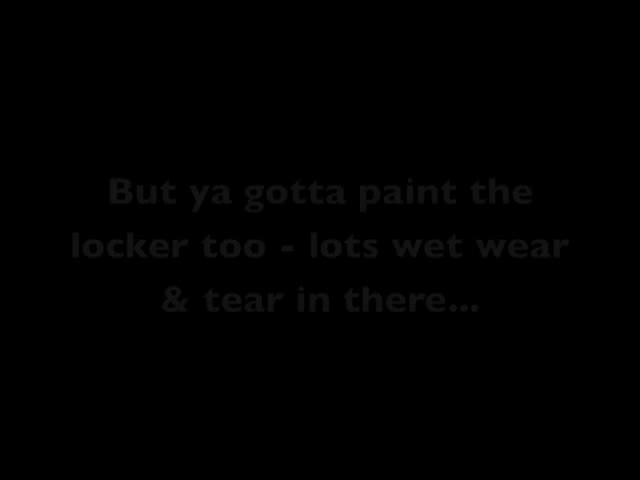 But ya gotta paint the
locker too - lots wet wear
& tear in there...